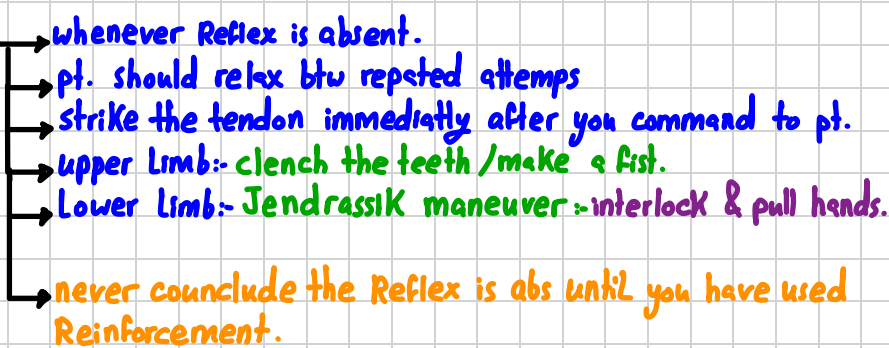 whenever Reflex is absent.
pt. should relax btw repeted attemps
strike the tendon immediatly after you command to pt.
upper Limb:- clench the teeth /make a fist.
Lower Limb:- Jendrassik maneuver :- interlock & pull hands.
never counclude the Reflex is abs until you have used
Reinforcement.